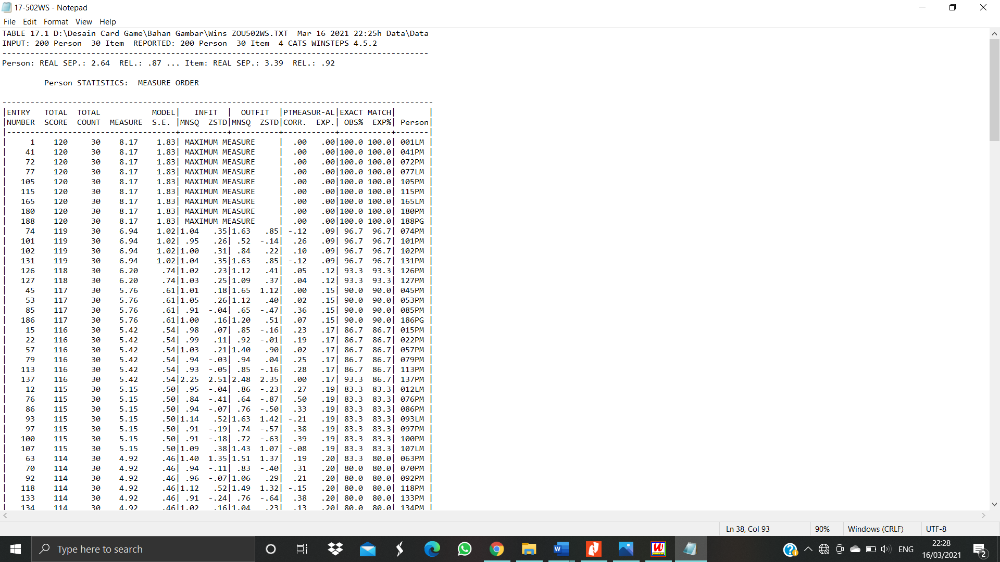 17-502WS - Notepad
File Edit Format View Help
TABLE 17.1 D:\Desain Card Game\Bahan Gambar\Wins ZOU502WS.TXT  Mar 16 2021 22:25h Data\Data
INPUT: 200 Person  30 Item  REPORTED: 200 Person  30 Item  4 CATS WINSTEPS 4.5.2
-------------------------------------------------------------------------------------------
Person: REAL SEP.: 2.64  REL.: .87 ... Item: REAL SEP.: 3.39  REL.: .92
Person STATISTICS:  MEASURE ORDER
--------------------------------------------------------------------------------------------
|ENTRY   TOTAL  TOTAL           MODEL|   INFIT  |  OUTFIT  |PTMEASUR-AL|EXACT MATCH|       |
|NUMBER  SCORE  COUNT  MEASURE  S.E. |MNSQ  ZSTD|MNSQ  ZSTD|CORR.  EXP.| OBS%  EXP%| Person|
|------------------------------------+----------+----------+-----------+-----------+-------|
|     1    120     30    8.17    1.83| MAXIMUM MEASURE     |  .00   .00|100.0 100.0| 001LM |
|    41    120     30    8.17    1.83| MAXIMUM MEASURE     |  .00   .00|100.0 100.0| 041PM |
|    72    120     30    8.17    1.83| MAXIMUM MEASURE     |  .00   .00|100.0 100.0| 072PM |
|    77    120     30    8.17    1.83| MAXIMUM MEASURE     |  .00   .00|100.0 100.0| 077LM |
|   105    120     30    8.17    1.83| MAXIMUM MEASURE     |  .00   .00|100.0 100.0| 105PM |
|   115    120     30    8.17    1.83| MAXIMUM MEASURE     |  .00   .00|100.0 100.0| 115PM |
|   165    120     30    8.17    1.83| MAXIMUM MEASURE     |  .00   .00|100.0 100.0| 165LM |
|   180    120     30    8.17    1.83| MAXIMUM MEASURE     |  .00   .00|100.0 100.0| 180PM |
|   188    120     30    8.17    1.83| MAXIMUM MEASURE     |  .00   .00|100.0 100.0| 188PG |
|    74    119     30    6.94    1.02|1.04   .35|1.63   .85| -.12   .09| 96.7  96.7| 074PM |
|   101    119     30    6.94    1.02| .95   .26| .52  -.14|  .26   .09| 96.7  96.7| 101PM |
|   102    119     30    6.94    1.02|1.00   .31| .84   .22|  .10   .09| 96.7  96.7| 102PM |
|   131    119     30    6.94    1.02|1.04   .35|1.63   .85| -.12   .09| 96.7  96.7| 131PM |
|   126    118     30    6.20     .74|1.02   .23|1.12   .41|  .05   .12| 93.3  93.3| 126PM |
|   127    118     30    6.20     .74|1.03   .25|1.09   .37|  .04   .12| 93.3  93.3| 127PM |
|    45    117     30    5.76     .61|1.01   .18|1.65  1.12|  .00   .15| 90.0  90.0| 045PM |
|    53    117     30    5.76     .61|1.05   .26|1.12   .40|  .02   .15| 90.0  90.0| 053PM |
|    85    117     30    5.76     .61| .91  -.04| .65  -.47|  .36   .15| 90.0  90.0| 085PM |
|   186    117     30    5.76     .61|1.00   .16|1.20   .51|  .07   .15| 90.0  90.0| 186PG |
|    15    116     30    5.42     .54| .98   .07| .85  -.16|  .23   .17| 86.7  86.7| 015PM |
|    22    116     30    5.42     .54| .99   .11| .92  -.01|  .19   .17| 86.7  86.7| 022PM |
|    57    116     30    5.42     .54|1.03   .21|1.40   .90|  .02   .17| 86.7  86.7| 057PM |
|    79    116     30    5.42     .54| .94  -.03| .94   .04|  .25   .17| 86.7  86.7| 079PM |
|   113    116     30    5.42     .54| .93  -.05| .85  -.16|  .28   .17| 86.7  86.7| 113PM |
|   137    116     30    5.42     .54|2.25  2.51|2.48  2.35|  .00   .17| 93.3  86.7| 137PM |
|    12    115     30    5.15     .50| .95  -.04| .86  -.23|  .27   .19| 83.3  83.3| 012LM |
|    76    115     30    5.15     .50| .84  -.41| .64  -.87|  .50   .19| 83.3  83.3| 076PM |
|    86    115     30    5.15     .50| .94  -.07| .76  -.50|  .33   .19| 83.3  83.3| 086PM |
|    93    115     30    5.15     .50|1.14   .52|1.63  1.42| -.21   .19| 83.3  83.3| 093LM |
|    97    115     30    5.15     .50| .91  -.19| .74  -.57|  .38   .19| 83.3  83.3| 097PM |
|   100    115     30    5.15     .50| .91  -.18| .72  -.63|  .39   .19| 83.3  83.3| 100PM |
|   107    115     30    5.15     .50|1.09   .38|1.43  1.07| -.08   .19| 83.3  83.3| 107LM |
|    63    114     30    4.92     .46|1.40  1.35|1.51  1.37|  .19   .20| 83.3  80.0| 063PM |
|    70    114     30    4.92     .46| .94  -.11| .83  -.40|  .31   .20| 80.0  80.0| 070PM |
|    92    114     30    4.92     .46| .96  -.07|1.06   .29|  .21   .20| 80.0  80.0| 092PM |
|   118    114     30    4.92     .46|1.12   .52|1.49  1.32| -.15   .20| 80.0  80.0| 118PM |
|   133    114     30    4.92     .46| .91  -.24| .76  -.64|  .38   .20| 80.0  80.0| 133PM |
|   134    114     30    4.92     .46|1.02   .16|1.04   .23|  .13   .20| 80.0  80.0| 134PM |
Ln 38, Col 93 90% Windows (CRLF) UTF-8
Type here to search
ENG
22:28
16/03/2021
2